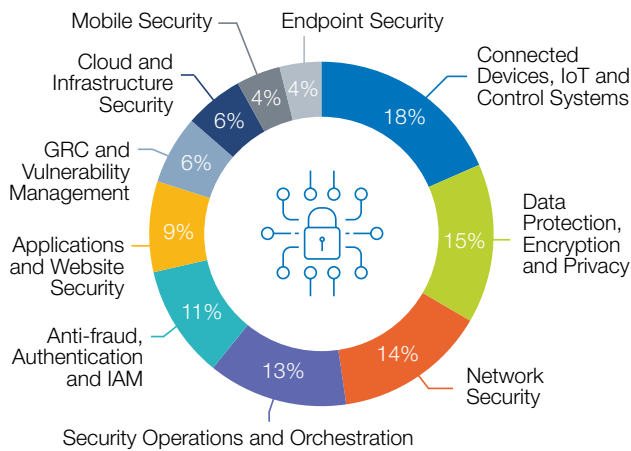 Mobile Security
Endpoint Security
Cloud and
Infrastructure
Security
Connected
Devices, IoT and
Control Systems
4%
4%
6%
18%
GRC and
Vulnerability
Management
6%
Data
Protection,
Encryption
and Privacy
9%
15%
Applications
and Website
Security
11%
Anti-fraud,
Authentication
and IAM
13%
14%
Network
Security
Security Operations and Orchestration